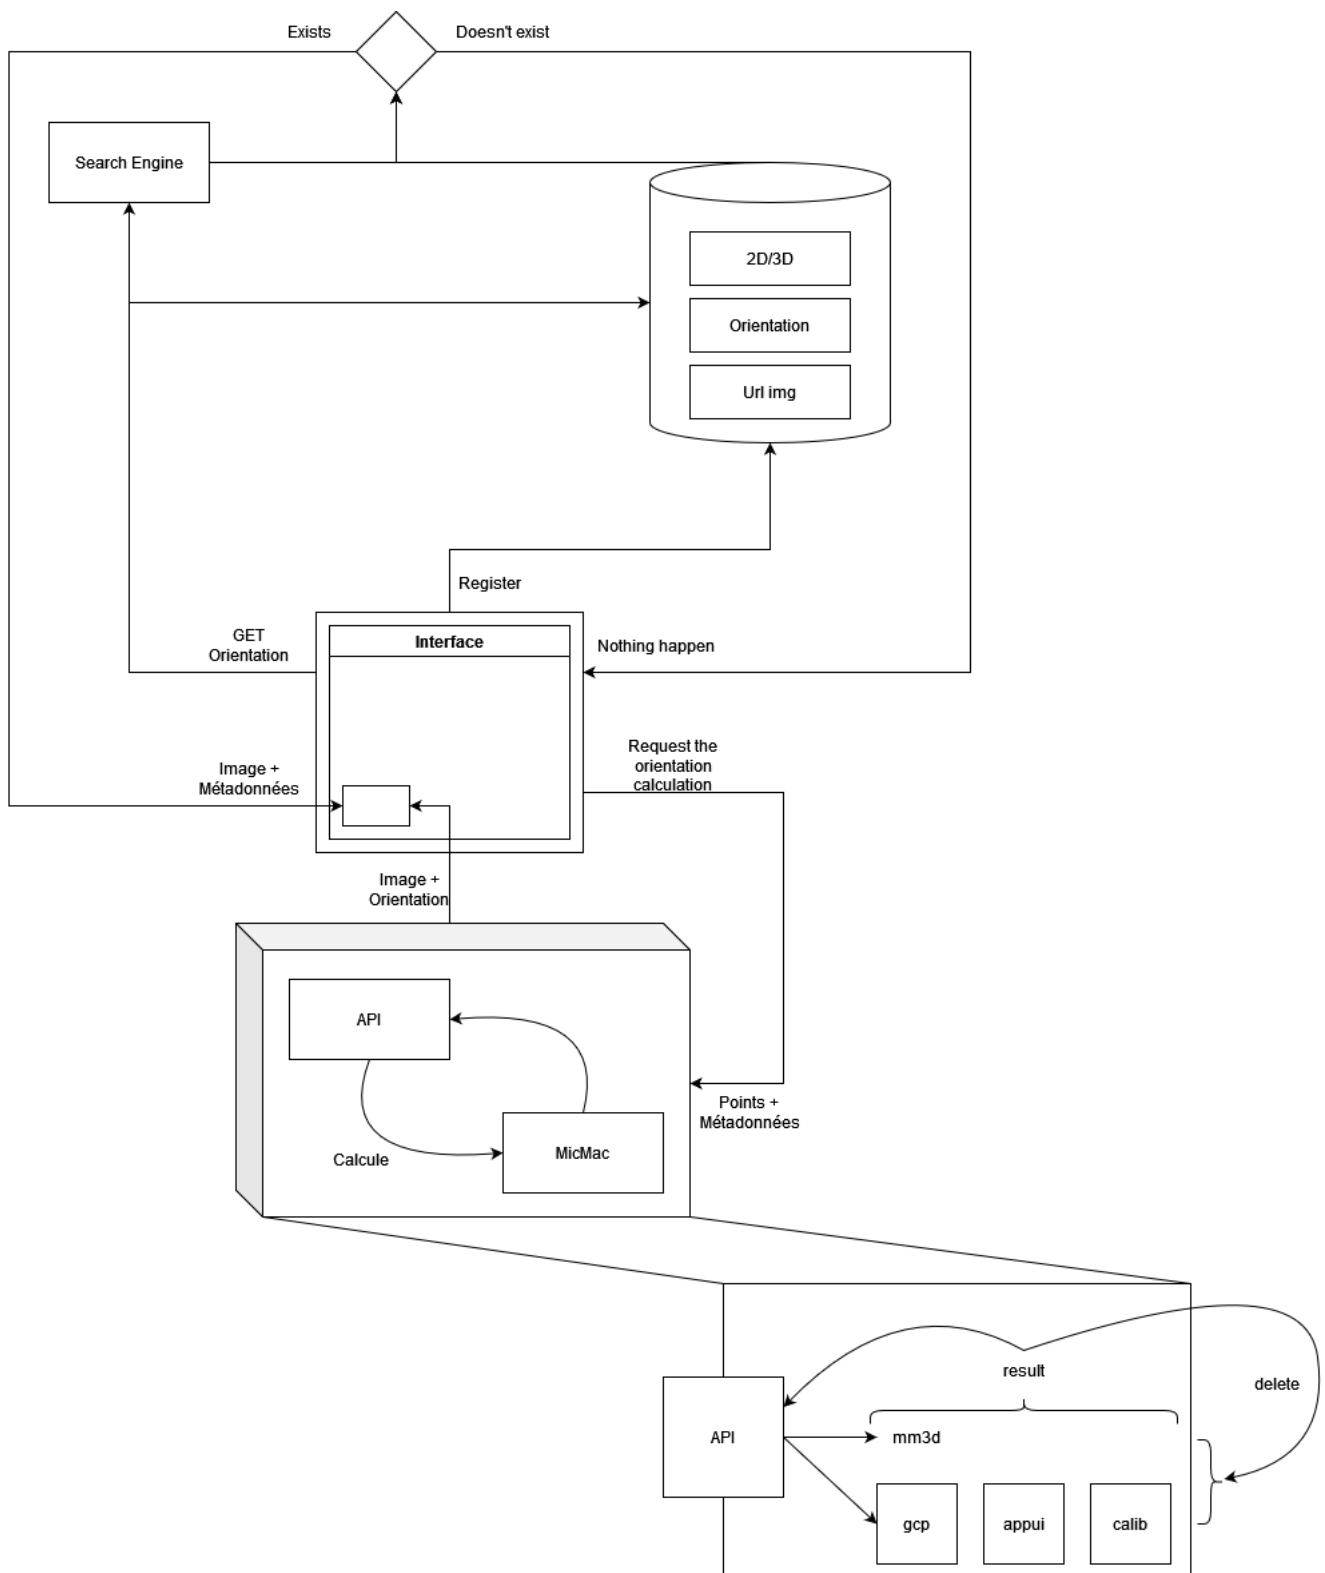 Exists
Doesn't exist
Search Engine
2D/3D
Orientation
Url img
Register
GET
Orientation
Interface
Nothing happen
Request the
orientation
calculation
Image +
Métadonnées
Image +
Orientation
API
Points +
Métadonnées
MicMac
Calcule
result
delete
API
mm3d
gcp
appui
calib